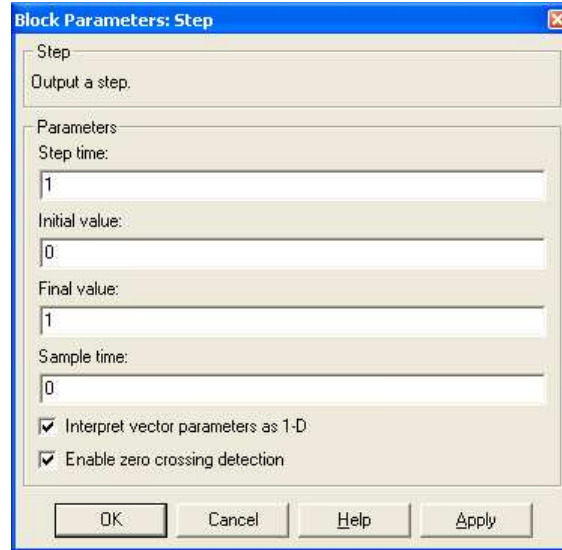 Block Parameters: Step
Step
Output a step.
Parameters
Step time:
1
Initial value:
0
Final value:
1
Sample time:
0
Interpret vector parameters as 1-D
Enable zero crossing detection
OK Cancel Help Apply